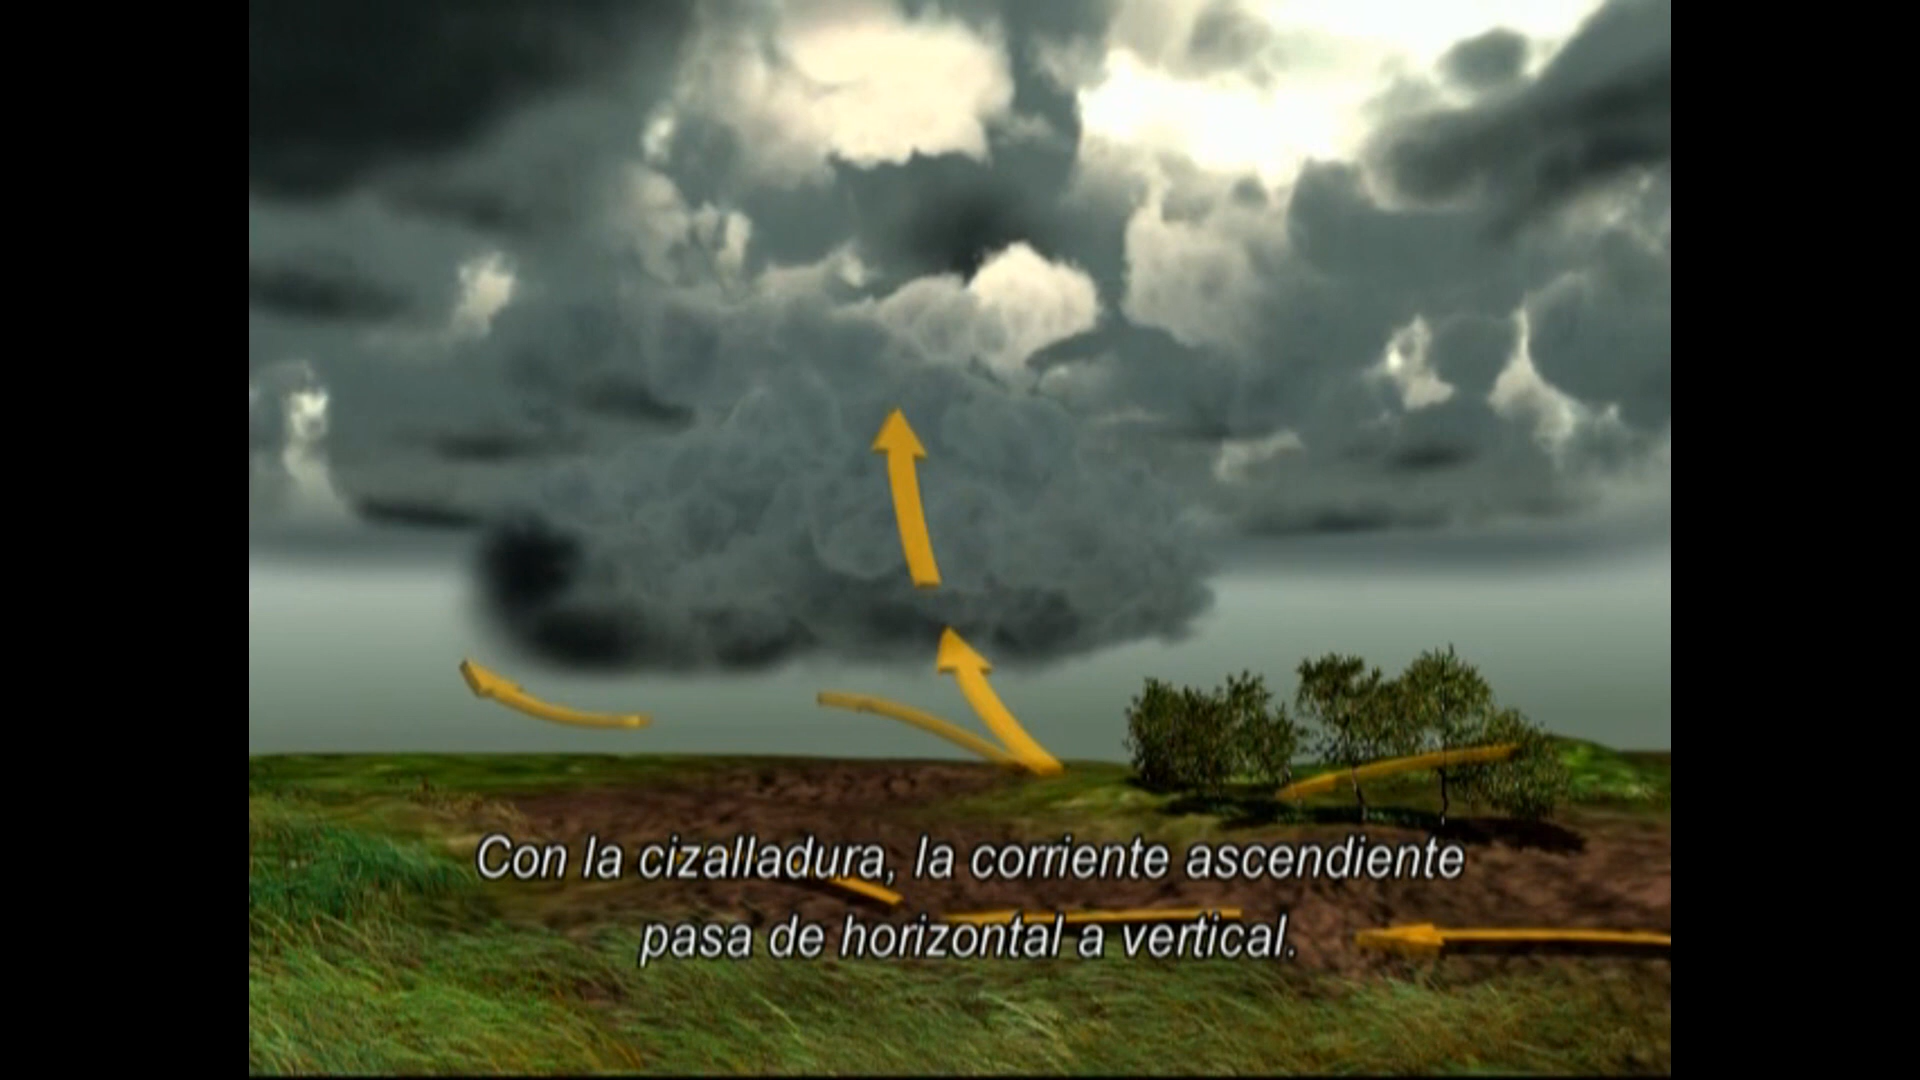 Con la cizalladura, la corriente ascendiente
pasa de horizontal a vertical.